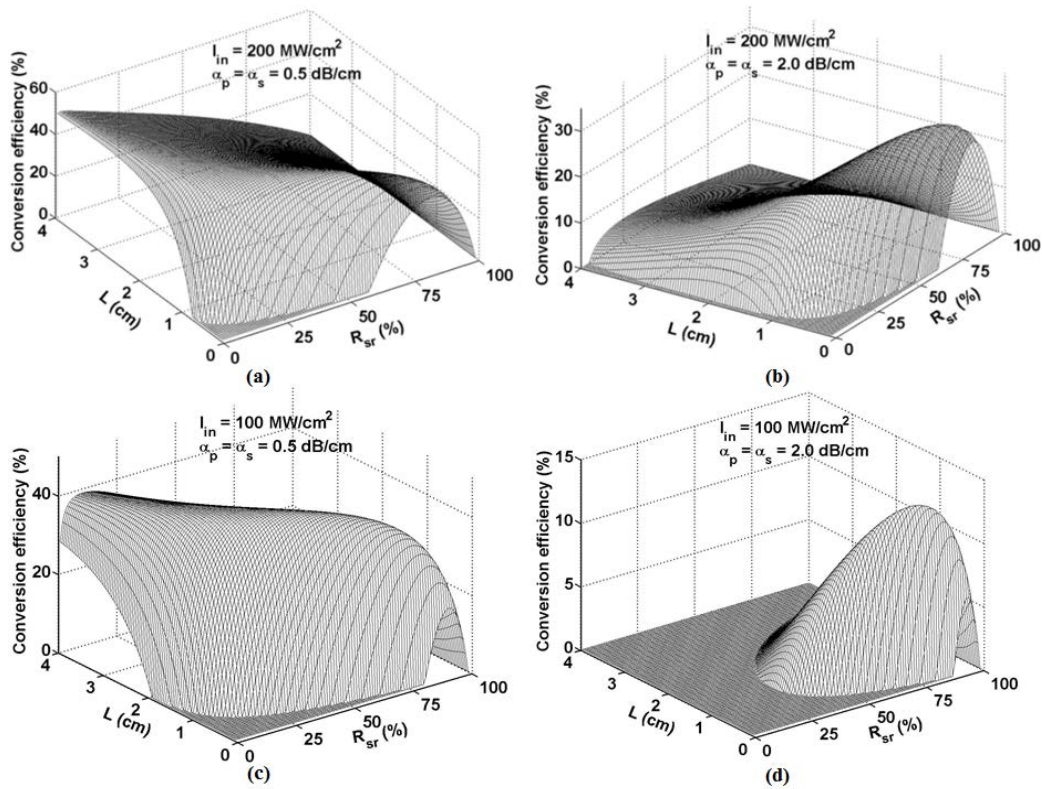 I_in = 200 MW/cm²
α_p = α_s = 0.5 dB/cm
Conversion efficiency (%)
60
40
20
0
4
3
2
1
0
L (cm)
0
25
50
75
100
R_sr (%)
(a)
I_in = 200 MW/cm²
α_p = α_s = 2.0 dB/cm
Conversion efficiency (%)
30
20
10
0
4
3
2
1
0
L (cm)
0
25
50
75
100
R_sr (%)
(b)
I_in = 100 MW/cm²
α_p = α_s = 0.5 dB/cm
Conversion efficiency (%)
40
20
0
4
3
2
1
0
L (cm)
0
25
50
75
100
R_sr (%)
(c)
I_in = 100 MW/cm²
α_p = α_s = 2.0 dB/cm
Conversion efficiency (%)
15
10
5
0
4
3
2
1
0
L (cm)
0
25
50
75
100
R_sr (%)
(d)